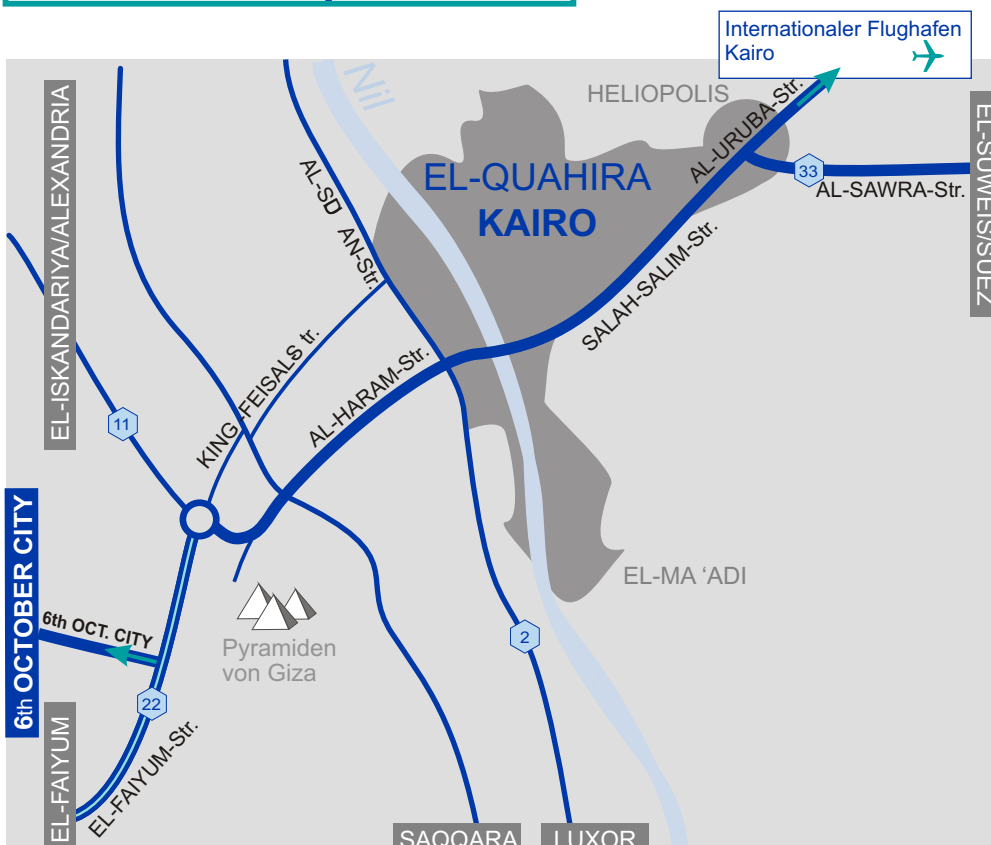 Internationaler Flughafen
Kairo
Nil
HELIOPOLIS
AL-URUBA-Str.
EL-ISKANDARIYA/ALEXANDRIA
EL-SUWEIS/SUEZ
EL-QUAHIRA
KAIRO
33
AL-SAWRA-Str.
AN-Str.
SALAH-SALIM-Str.
KING-FEISALS tr.
AL-HARAM-Str.
11
6th OCTOBER CITY
EL-MA ‘ADI
6th OCT. CITY
Pyramiden
von Giza
2
22
EL-FAIYUM
EL-FAIYUM-Str.
SAQQARA
LUXOR